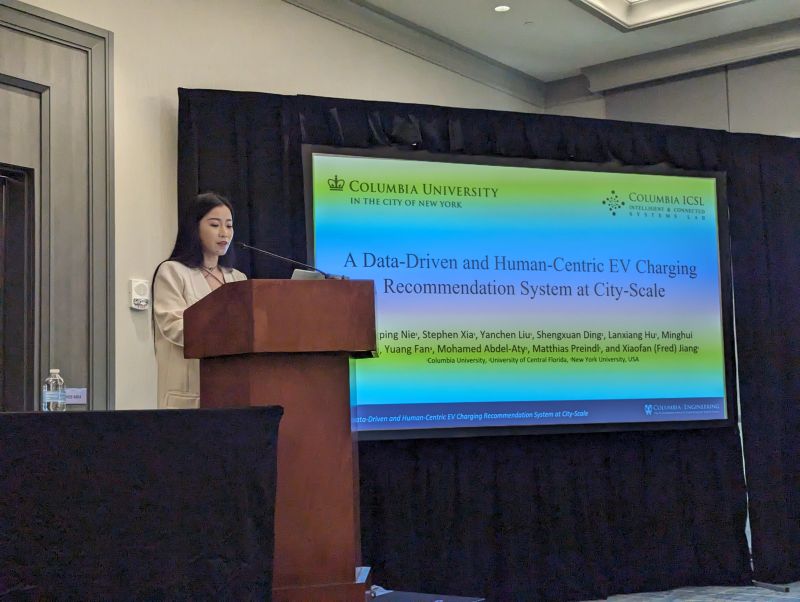 COLUMBIA UNIVERSITY
IN THE CITY OF NEW YORK
COLUMBIA ICSL
INTELLIGENT & CONNECTED
SYSTEMS LAB
A Data-Driven and Human-Centric EV Charging
Recommendation System at City-Scale
ping Nie, Stephen Xia, Yanchen Liu, Shengxuan Ding, Lanxiang Hu, Minghui
, Yuang Fan, Mohamed Abdel-Aty, Matthias Preindl, and Xiaofan (Fred) Jiang
Columbia University, University of Central Florida, New York University, USA
Data-Driven and Human-Centric EV Charging Recommendation System at City-Scale
COLUMBIA ENGINEERING